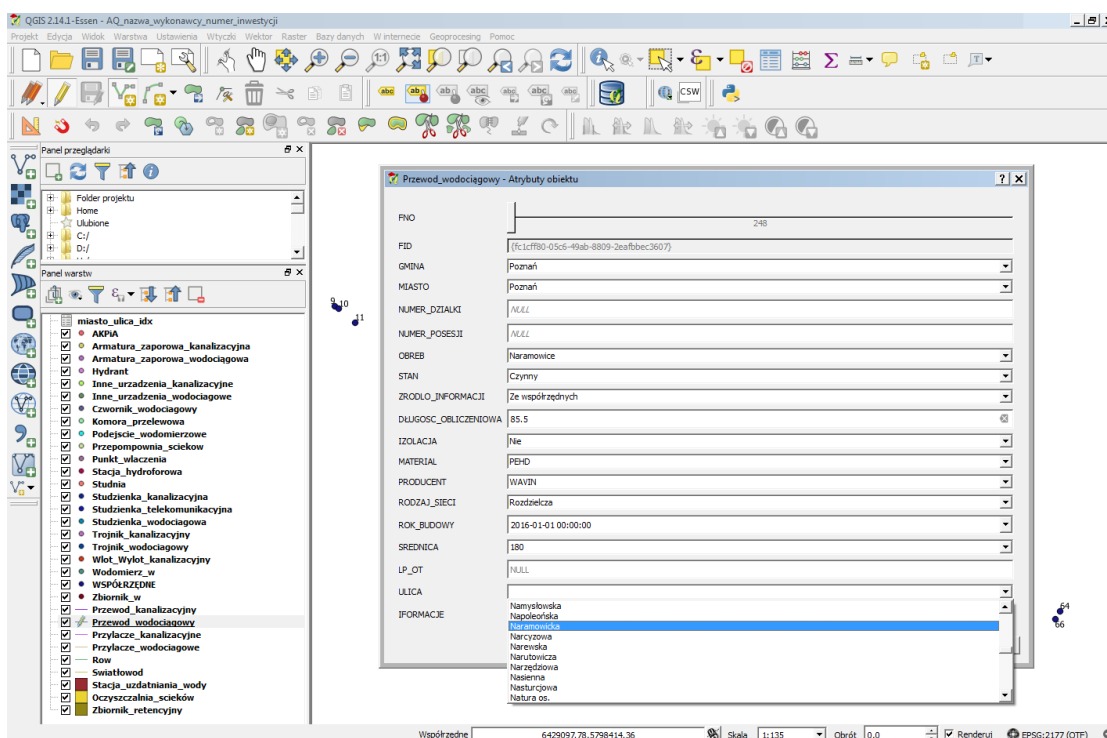 QGIS 2.14.1-Essen - AQ_nazwa_wykonawcy_numer_inwestycji
Projekt Edycja Widok Warstwa Ustawienia Wtyczki Wektor Raster Bazy danych W internecie Geoprocesing Pomoc
CSW
Panel przeglądarki
Folder projektu
Home
Ulubione
C:/
D:/
Panel warstw
miasto_ulica_idx
AKPiA
Armatura_zaporowa_kanalizacyjna
Armatura_zaporowa_wodociągowa
Hydrant
Inne_urzadzenia_kanalizacyjne
Inne_urzadzenia_wodociagowe
Czwornik_wodociagowy
Komora_przelewowa
Podejscie_wodomierzowe
Przepompownia_sciekow
Punkt_wlaczenia
Stacja_hydroforowa
Studnia
Studzienka_kanalizacyjna
Studzienka_telekomunikacyjna
Studzienka_wodociagowa
Trojnik_kanalizacyjny
Trojnik_wodociagowy
Wlot_Wylot_kanalizacyjny
Wodomierz_w
WSPÓŁRZĘDNE
Zbiornik_w
Przewod_kanalizacyjny
Przewod_wodociągowy
Przylacze_kanalizacyjne
Przylacze_wodociagowe
Row
Swiatłowod
Stacja_uzdatniania_wody
Oczyszczalnia_scieków
Zbiornik_retencyjny
9 10
11
Przewod_wodociągowy - Atrybuty obiektu
FNO 248
FID {fc1cff80-05c6-49ab-8809-2eafbbec3607}
GMINA Poznań
MIASTO Poznań
NUMER_DZIALKI NULL
NUMER_POSESJI NULL
OBREB Naramowice
STAN Czynny
ZRODLO_INFORMACJI Ze współrzędnych
DŁUGOSC_OBLICZENIOWA 85.5
IZOLACJA Nie
MATERIAL PEHD
PRODUCENT WAVIN
RODZAJ_SIECI Rozdzielcza
ROK_BUDOWY 2016-01-01 00:00:00
SREDNICA 180
LP_OT NULL
ULICA
IFORMACJE
Namysłowska
Napoleońska
Naramowicka
Narcyzowa
Narewska
Narutowicza
Narzędziowa
Nasienna
Nasturcjowa
Natura os.
64
66
Współrzędne 6429097.78,5798414.36 Skala 1:135 Obrót 0.0 Renderuj EPSG:2177 (OTF)